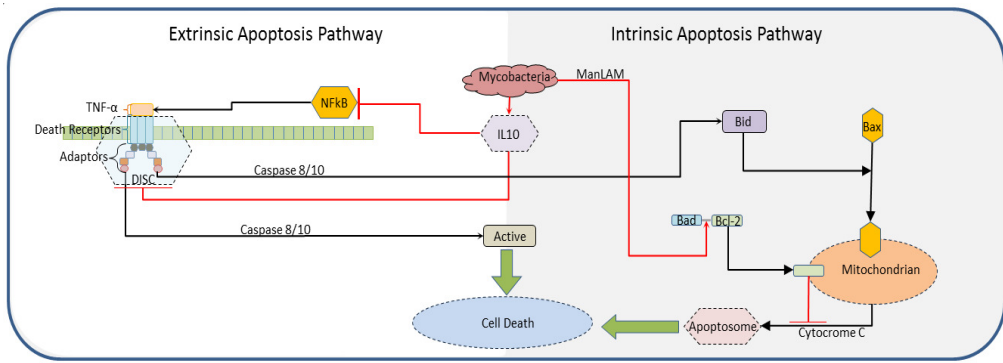 Extrinsic Apoptosis Pathway
Intrinsic Apoptosis Pathway
Mycobacteria
ManLAM
NFkB
TNF-α
Death Receptors
IL10
Bid
Bax
Adaptors
Caspase 8/10
DISC
Bad
Bcl-2
Caspase 8/10
Active
Mitochondrian
Cell Death
Apoptosome
Cytocrome C